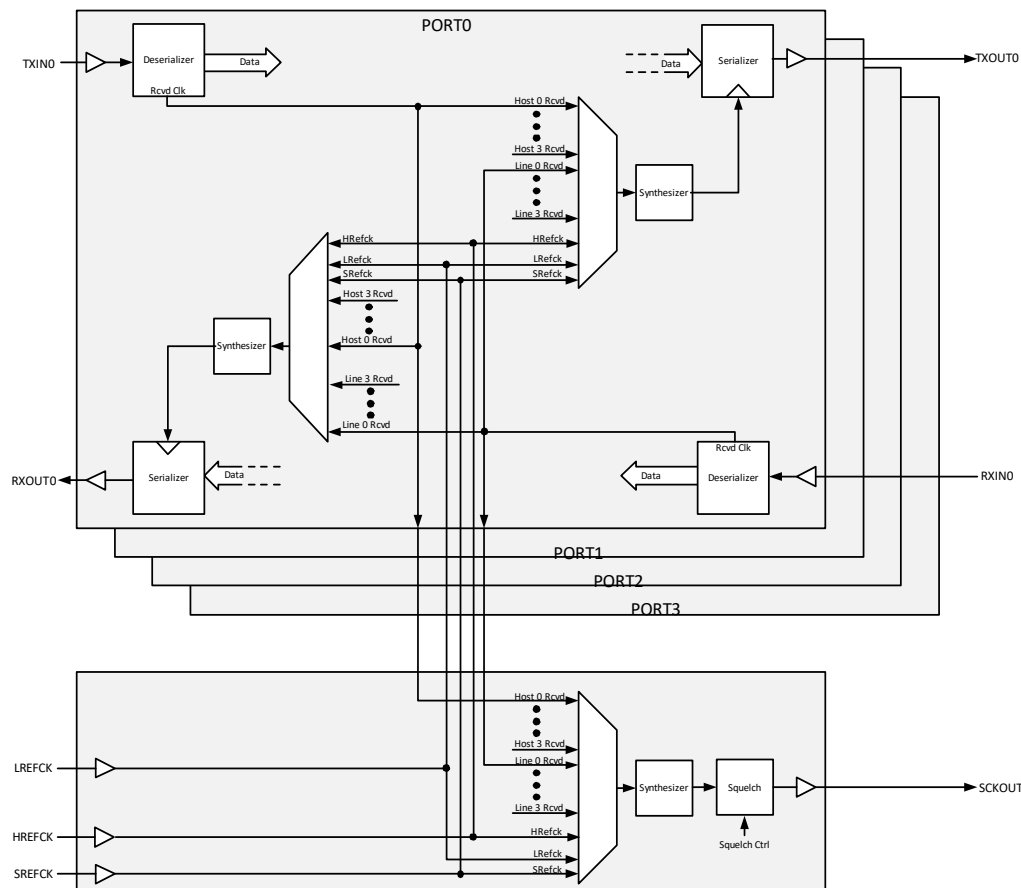 PORT0
TXIN0
Deserializer
Rcvd Clk
Data
Data
Serializer
TXOUT0
Host 0 Rcvd
Host 3 Rcvd
Line 0 Rcvd
Line 3 Rcvd
HRefck
LRefck
SRefck
Synthesizer
HRefck
LRefck
SRefck
Host 3 Rcvd
Host 0 Rcvd
Line 3 Rcvd
Line 0 Rcvd
Synthesizer
RXOUT0
Serializer
Data
Data
Rcvd Clk
Deserializer
RXIN0
PORT1
PORT2
PORT3
LREFCK
HREFCK
SREFCK
Host 0 Rcvd
Host 3 Rcvd
Line 0 Rcvd
Line 3 Rcvd
HRefck
LRefck
SRefck
Synthesizer
Squelch
Squelch Ctrl
SCKOUT